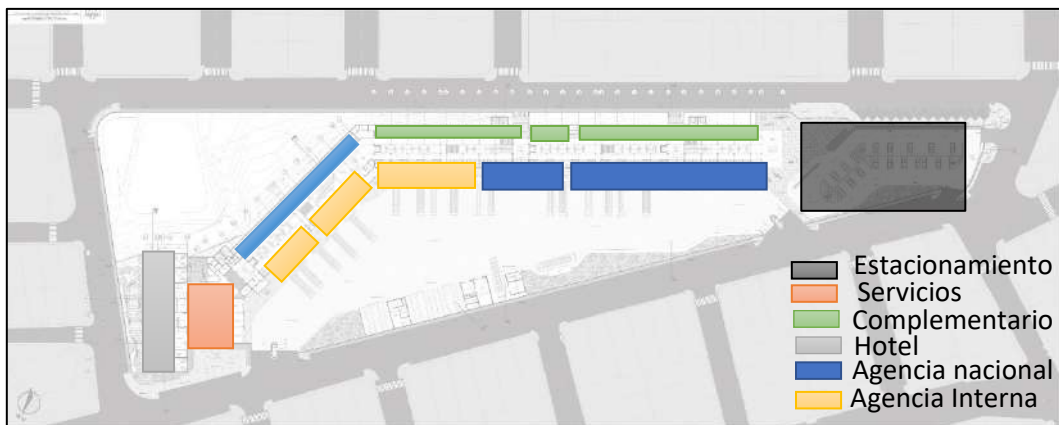 Estacionamiento
Servicios
Complementario
Hotel
Agencia nacional
Agencia Interna